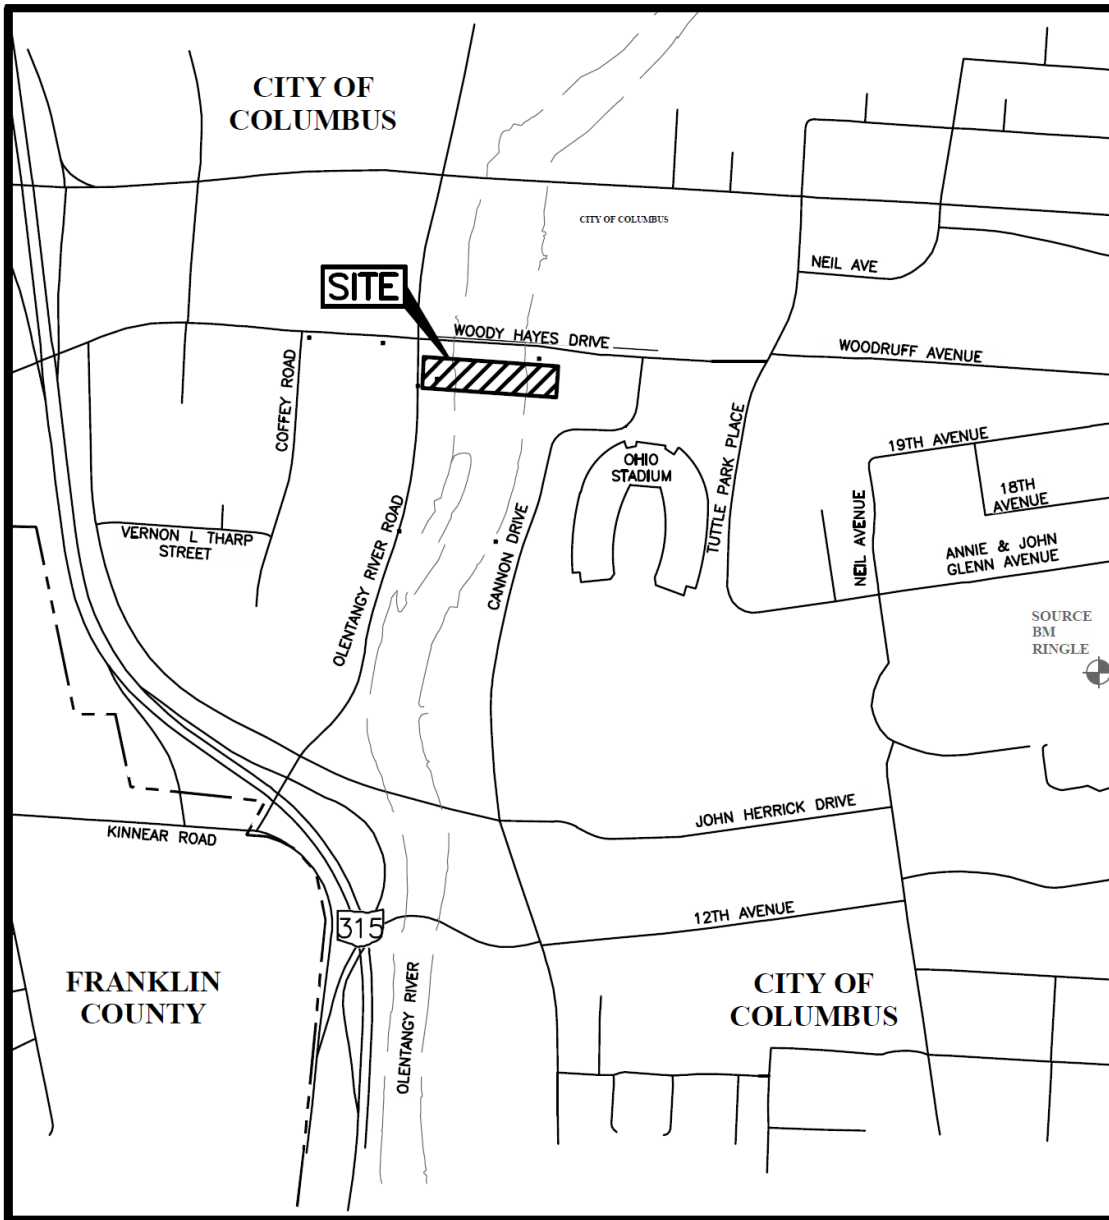 CITY OF
COLUMBUS
CITY OF COLUMBUS
NEIL AVE
SITE
WOODY HAYES DRIVE
WOODRUFF AVENUE
COFFEY ROAD
TUTTLE PARK PLACE
19TH AVENUE
OHIO
STADIUM
18TH
AVENUE
VERNON L THARP
STREET
OLENTANGY RIVER ROAD
CANNON DRIVE
NEIL AVENUE
ANNIE & JOHN
GLENN AVENUE
SOURCE
BM
RINGLE
JOHN HERRICK DRIVE
KINNEAR ROAD
12TH AVENUE
315
FRANKLIN
COUNTY
OLENTANGY RIVER
CITY OF
COLUMBUS